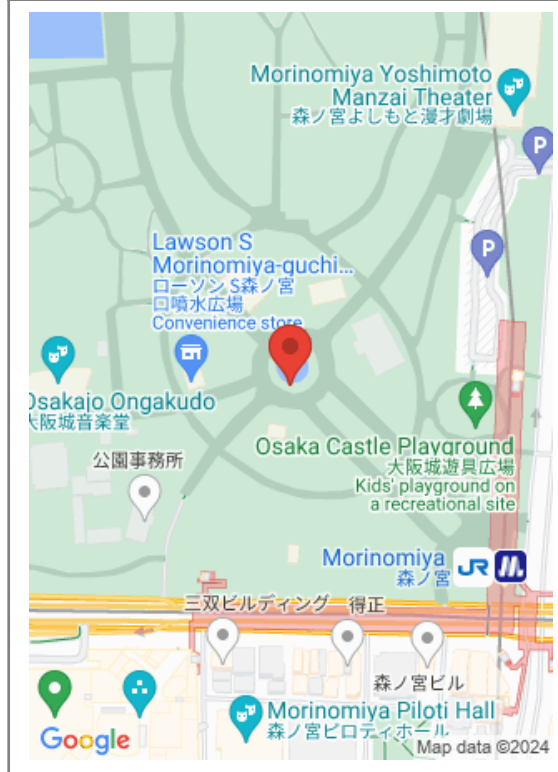 Morinomiya Yoshimoto
Manzai Theater
森ノ宮よしもと漫才劇場
P
P
Lawson S
Morinomiya-guchi...
ローソン S森ノ宮
口噴水広場
Convenience store
Osakajo Ongakudo
大阪城音楽堂
Osaka Castle Playground
大阪城遊具広場
Kids' playground on
a recreational site
公園事務所
Morinomiya
森ノ宮
JR
三双ビルディング
得正
森ノ宮ビル
Morinomiya Piloti Hall
森ノ宮ピロティホール
Google
Map data ©2024